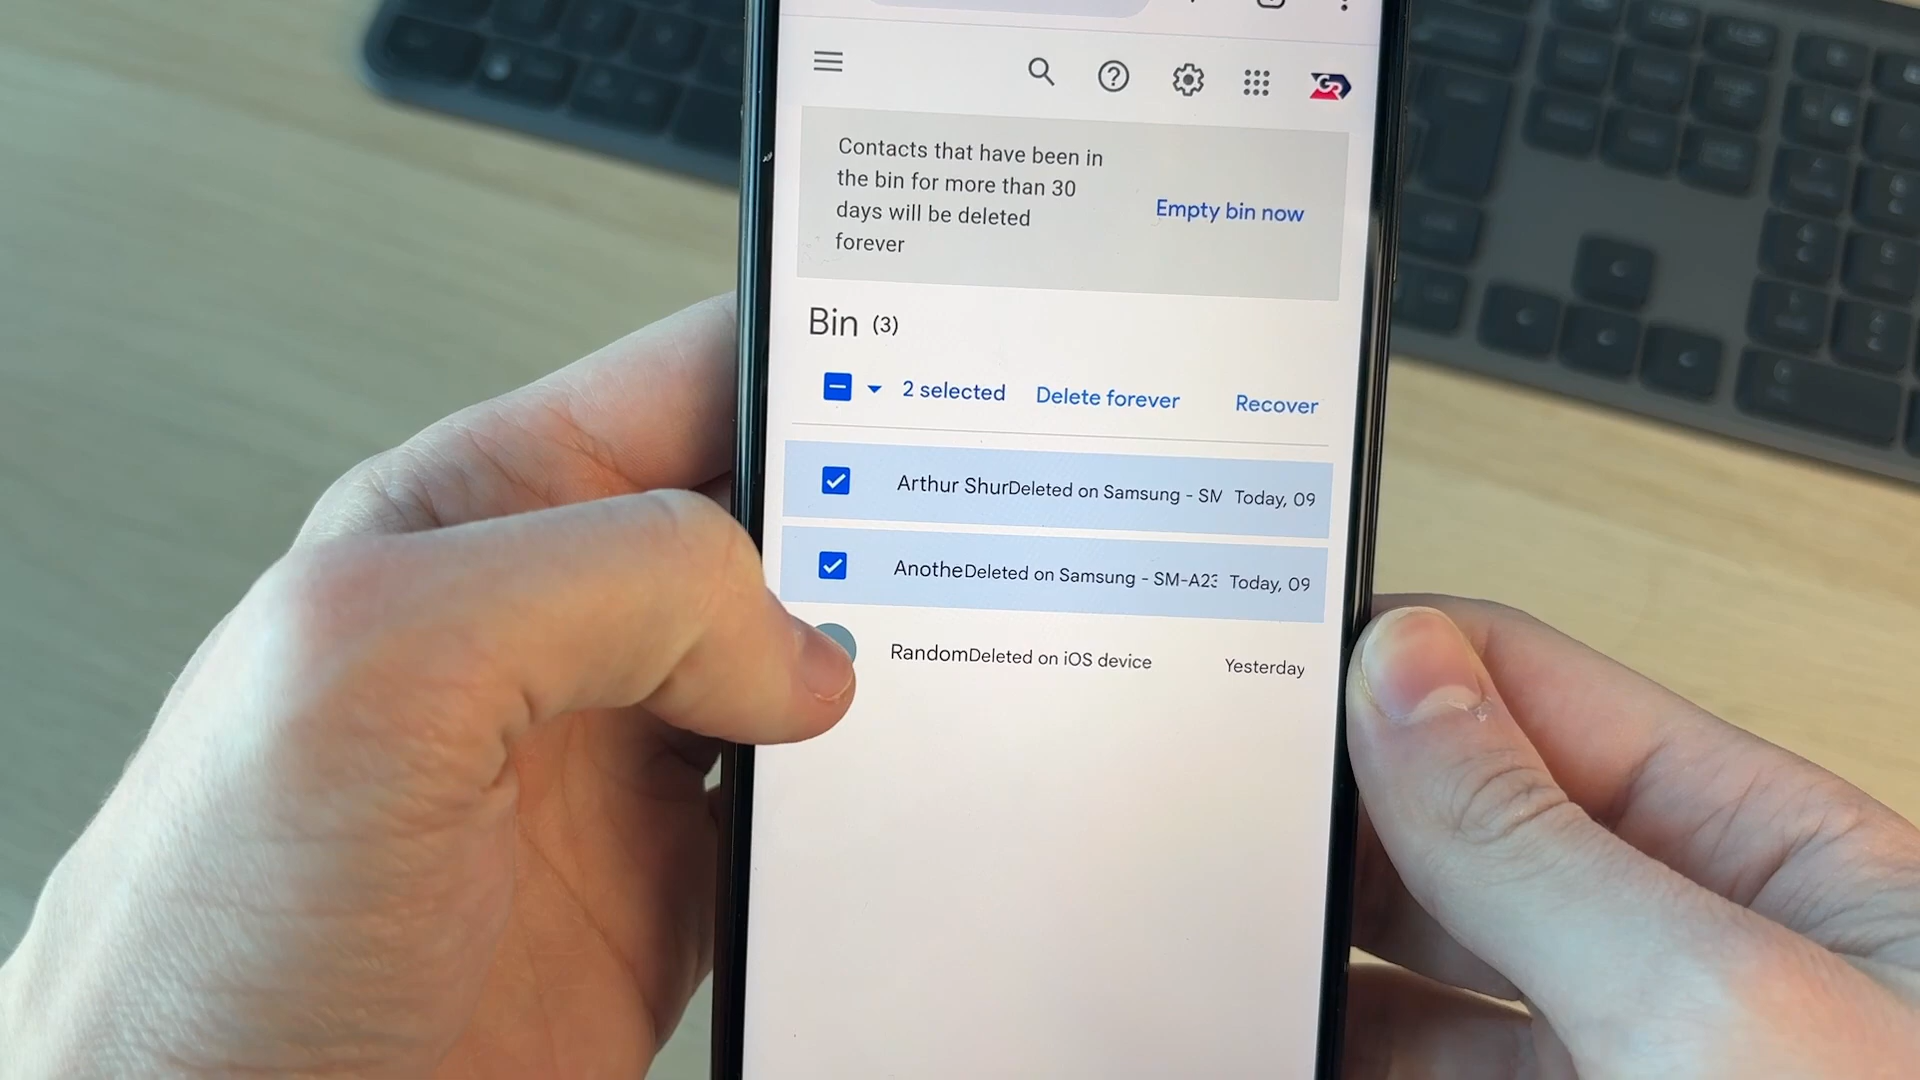 Contacts that have been in
the bin for more than 30
days will be deleted
forever
Empty bin now
Bin (3)
2 selected Delete forever Recover
Arthur ShurDeleted on Samsung - SM Today, 09
AnotheDeleted on Samsung - SM-A23 Today, 09
RandomDeleted on iOS device Yesterday